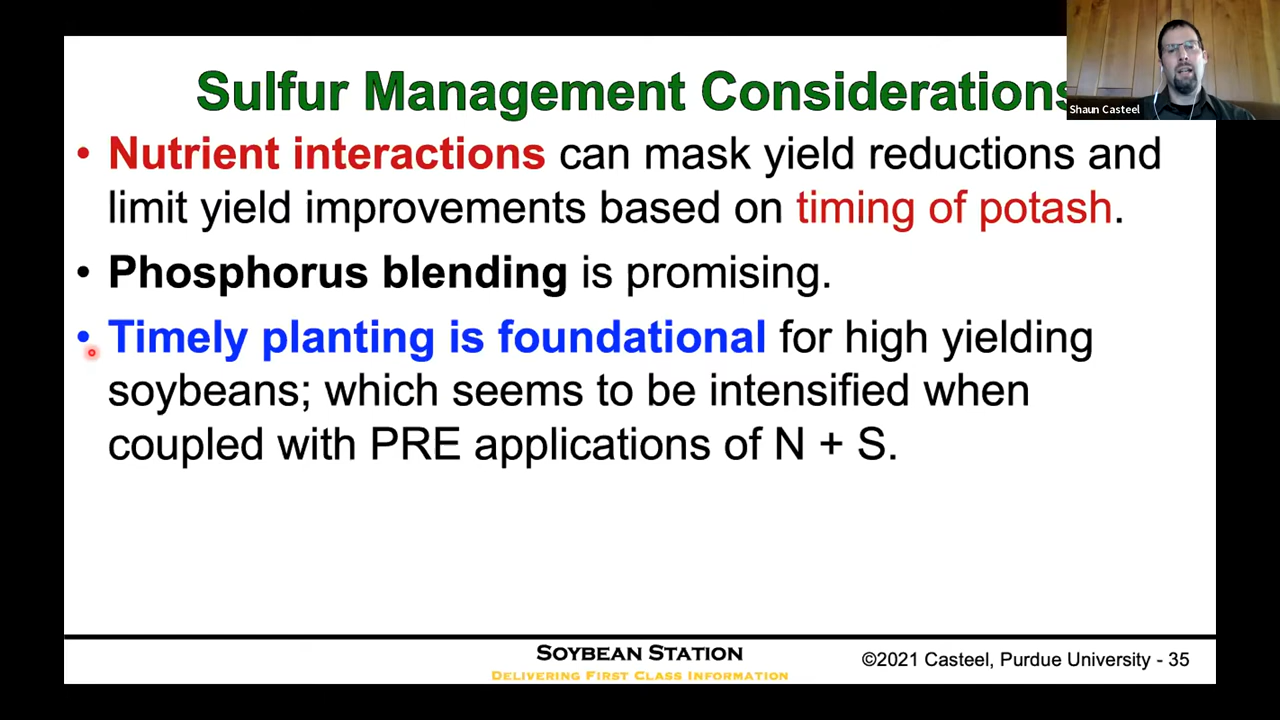 Sulfur Management Considerations
Shaun Casteel
• Nutrient interactions can mask yield reductions and
limit yield improvements based on timing of potash.
• Phosphorus blending is promising.
• Timely planting is foundational for high yielding
soybeans; which seems to be intensified when
coupled with PRE applications of N + S.
SOYBEAN STATION
DELIVERING FIRST CLASS INFORMATION
©2021 Casteel, Purdue University - 35